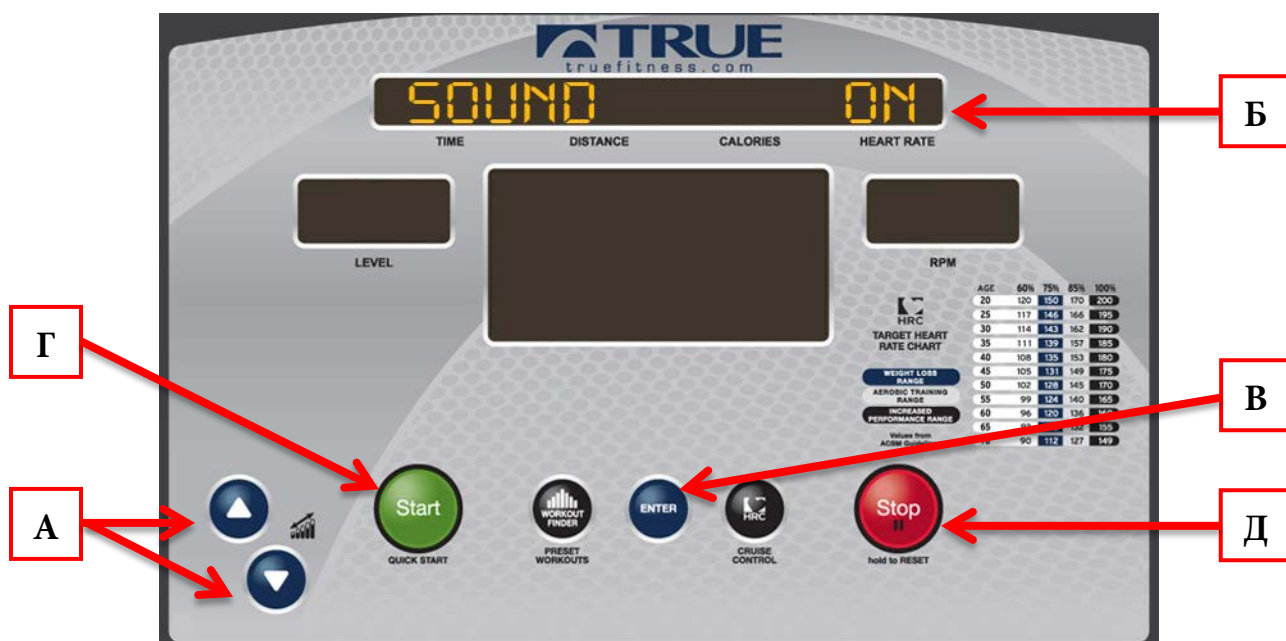 TRUE
truefitness.com
SOUND ON
Б
TIME DISTANCE CALORIES HEART RATE
LEVEL
RPM
HRC
TARGET HEART
RATE CHART
WEIGHT LOSS
RANGE
AEROBIC TRAINING
RANGE
INCREASED
PERFORMANCE RANGE
Values from
ACSM
AGE 60% 75% 85% 100%
20 120 150 170 200
25 117 146 166 195
30 114 143 162 190
35 111 139 157 185
40 108 135 153 180
45 105 131 149 175
50 102 128 145 170
55 99 124 140 165
60 96 120 136
65 155
90 112 127 149
Г
В
А
Start
QUICK START
WORKOUT
FINDER
PRESET
WORKOUTS
ENTER
HRC
CRUISE
CONTROL
Stop
hold to RESET
Д